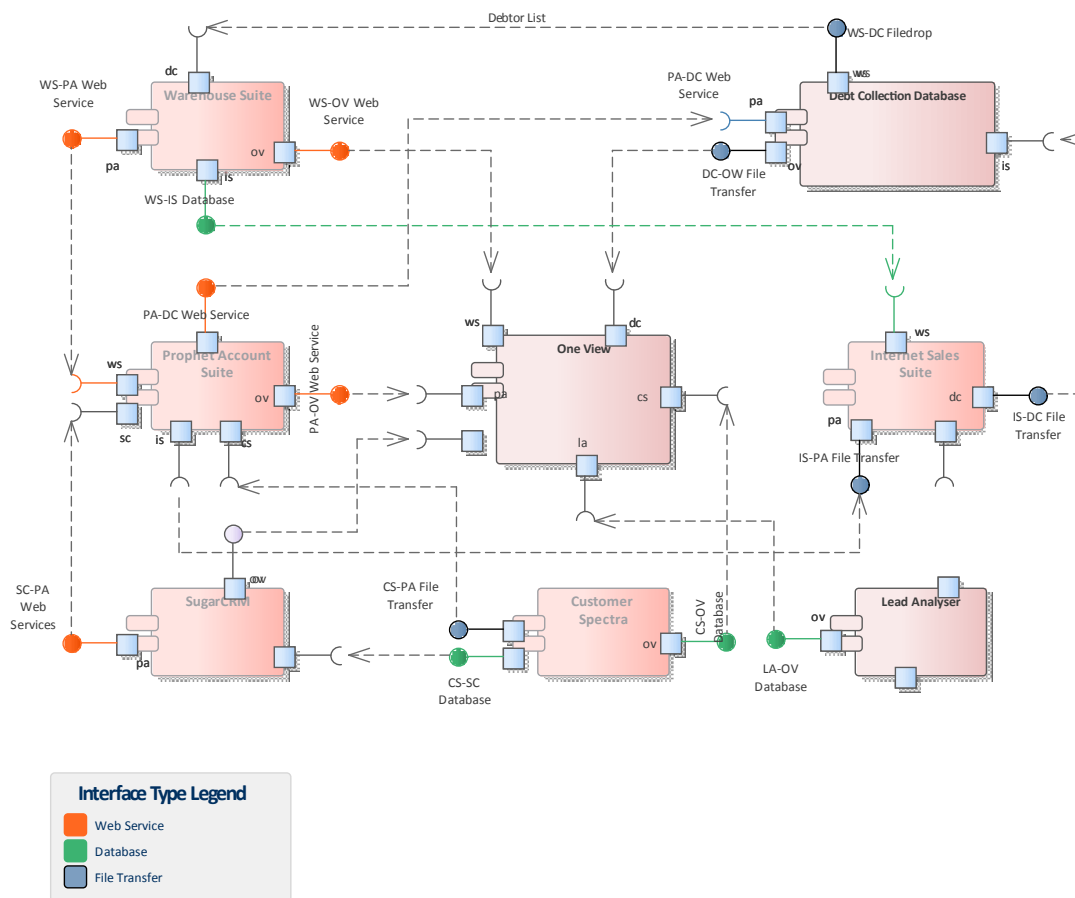 Debtor List
WS-DC Filedrop
dc
ws
WS-PA Web
Service
Warehouse Suite
WS-OV Web
Service
PA-DC Web
Service
pa
Debt Collection Database
ov
pa
is
DC-OW File
Transfer
ov
is
WS-IS Database
PA-DC Web Service
ws
dc
ws
Prophet Account
Suite
One View
Internet Sales
Suite
ws
ov
PA-OV Web Service
pa
cs
dc
IS-DC File
Transfer
sc
is
cs
la
pa
IS-PA File Transfer
SC-PA
Web
Services
ov
SugarCRM
pa
CS-PA File
Transfer
Customer
Spectra
ov
CS-SC
Database
CS-OV
Database
Lead Analyser
ov
LA-OV
Database
Interface Type Legend
Web Service
Database
File Transfer